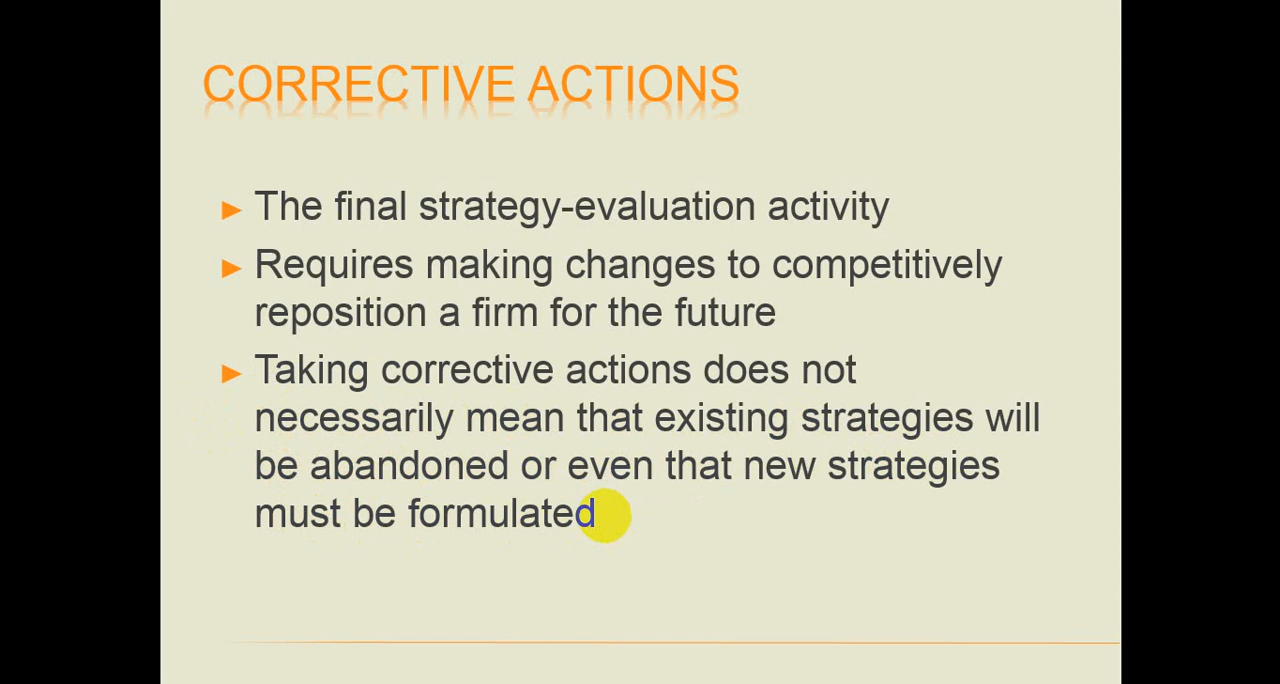 CORRECTIVE ACTIONS
► The final strategy-evaluation activity
► Requires making changes to competitively
reposition a firm for the future
► Taking corrective actions does not
necessarily mean that existing strategies will
be abandoned or even that new strategies
must be formulated